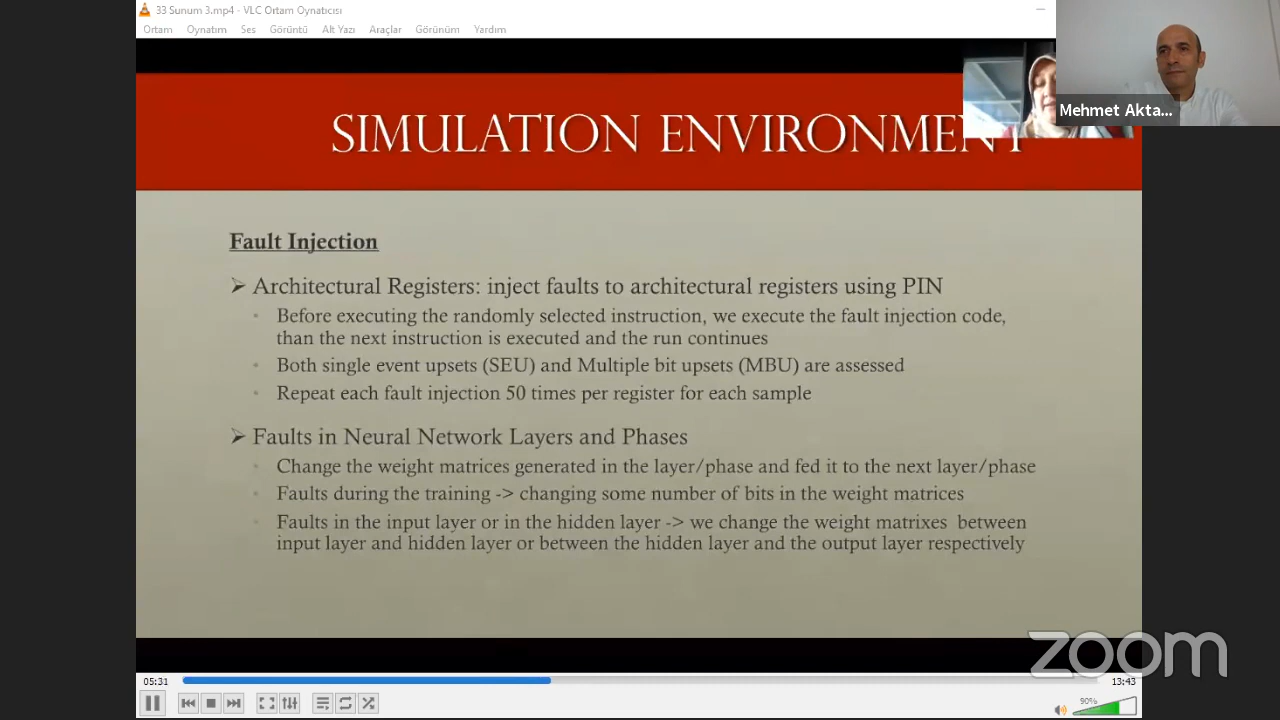 33 Sunum 3.mp4 - VLC Ortam Oynatıcısı
Ortam Oynatım Ses Görüntü Alt Yazı Araçlar Görünüm Yardım
Mehmet Akta...
SIMULATION ENVIRONMENT
Fault Injection
➢ Architectural Registers: inject faults to architectural registers using PIN
• Before executing the randomly selected instruction, we execute the fault injection code,
than the next instruction is executed and the run continues
• Both single event upsets (SEU) and Multiple bit upsets (MBU) are assessed
• Repeat each fault injection 50 times per register for each sample
➢ Faults in Neural Network Layers and Phases
• Change the weight matrices generated in the layer/phase and fed it to the next layer/phase
• Faults during the training -> changing some number of bits in the weight matrices
• Faults in the input layer or in the hidden layer -> we change the weight matrixes between
input layer and hidden layer or between the hidden layer and the output layer respectively
zoom
05:31
13:43
90%